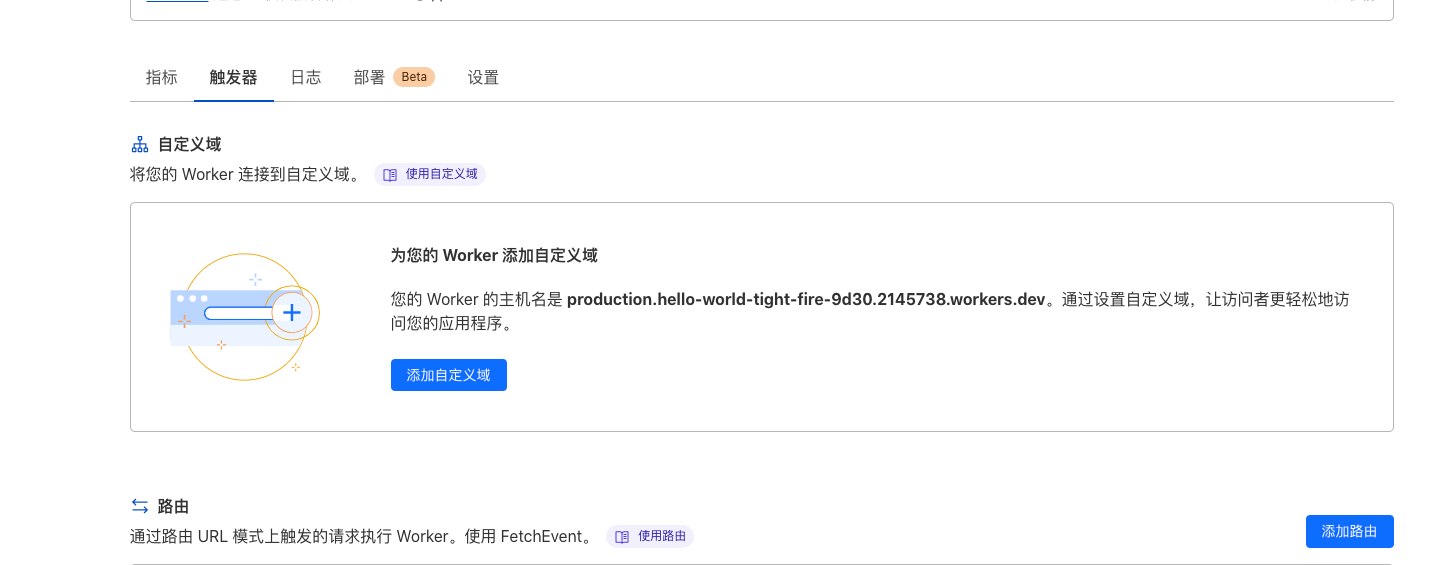 指标
触发器
日志
部署 Beta
设置
自定义域
将您的 Worker 连接到自定义域。 使用自定义域
为您的 Worker 添加自定义域
您的 Worker 的主机名是 production.hello-world-tight-fire-9d30.2145738.workers.dev。通过设置自定义域，让访问者更轻松地访
问您的应用程序。
添加自定义域
路由
通过路由 URL 模式上触发的请求执行 Worker。使用 FetchEvent。 使用路由
添加路由